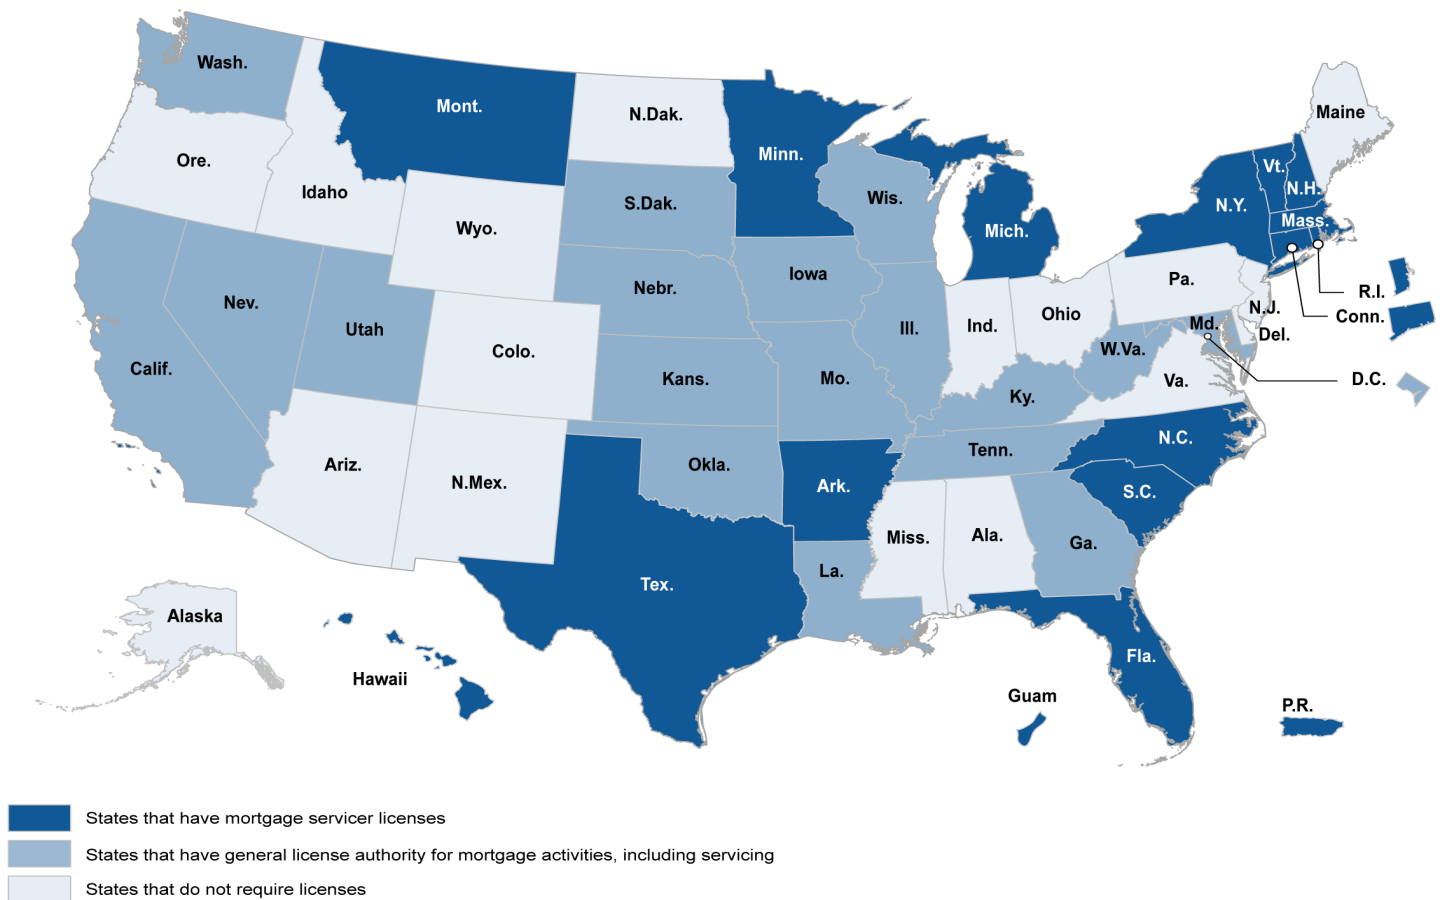 Wash.
Mont.
N.Dak.
Minn.
Maine
Ore.
Idaho
Wyo.
S.Dak.
Wis.
Mich.
N.Y.
Vt.
N.H.
Mass.
R.I.
Conn.
Calif.
Nev.
Utah
Colo.
Nebr.
Iowa
Ill.
Ind.
Ohio
Pa.
N.J.
Del.
Md.
D.C.
W.Va.
Va.
Kans.
Mo.
Ky.
Ariz.
N.Mex.
Okla.
Ark.
Tenn.
N.C.
S.C.
Tex.
La.
Miss.
Ala.
Ga.
Fla.
Alaska
Hawaii
Guam
P.R.
States that have mortgage servicer licenses
States that have general license authority for mortgage activities, including servicing
States that do not require licenses